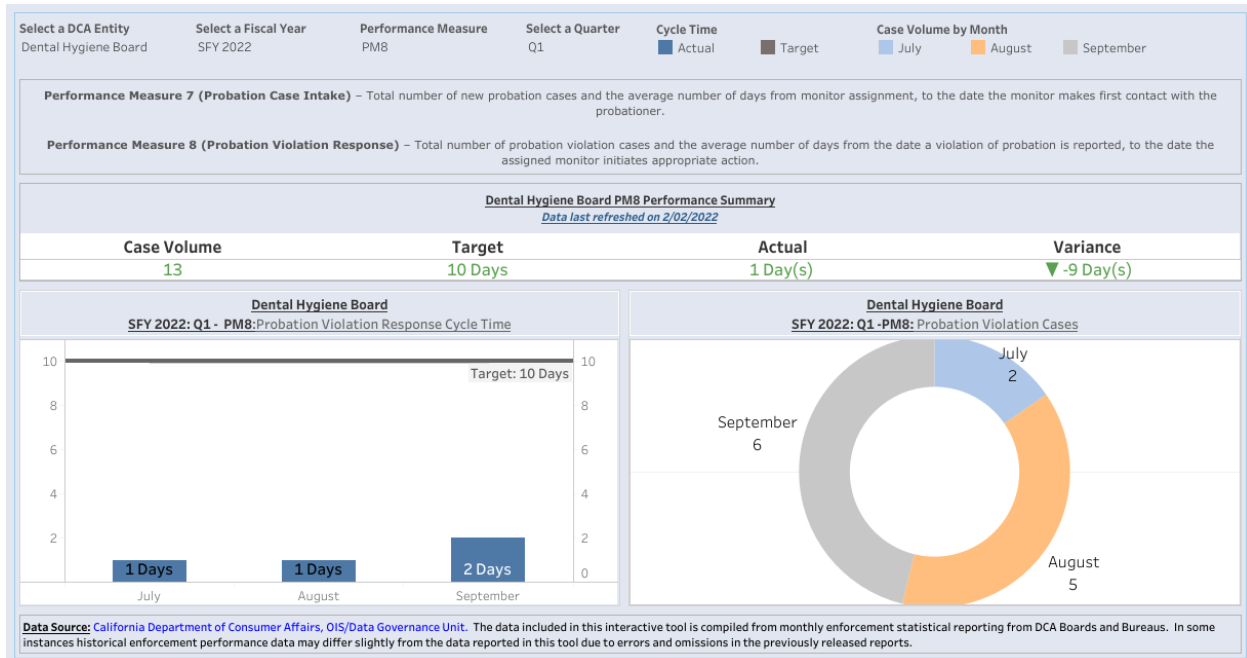 Select a DCA Entity
Select a Fiscal Year
Performance Measure
Select a Quarter
Cycle Time
Case Volume by Month
Dental Hygiene Board
SFY 2022
PM8
Q1
Actual
Target
July
August
September
Performance Measure 7 (Probation Case Intake) – Total number of new probation cases and the average number of days from monitor assignment, to the date the monitor makes first contact with the
probationer.
Performance Measure 8 (Probation Violation Response) – Total number of probation violation cases and the average number of days from the date a violation of probation is reported, to the date the
assigned monitor initiates appropriate action.
Dental Hygiene Board PM8 Performance Summary
Data last refreshed on 2/02/2022
Case Volume
Target
Actual
Variance
13
10 Days
1 Day(s)
▼ -9 Day(s)
Dental Hygiene Board
SFY 2022: Q1 - PM8:Probation Violation Response Cycle Time
10
8
6
4
2
10
8
6
4
2
0
Target: 10 Days
1 Days
1 Days
2 Days
July
August
September
Dental Hygiene Board
SFY 2022: Q1 -PM8: Probation Violation Cases
July
2
September
6
August
5
Data Source: California Department of Consumer Affairs, OIS/Data Governance Unit. The data included in this interactive tool is compiled from monthly enforcement statistical reporting from DCA Boards and Bureaus. In some
instances historical enforcement performance data may differ slightly from the data reported in this tool due to errors and omissions in the previously released reports.